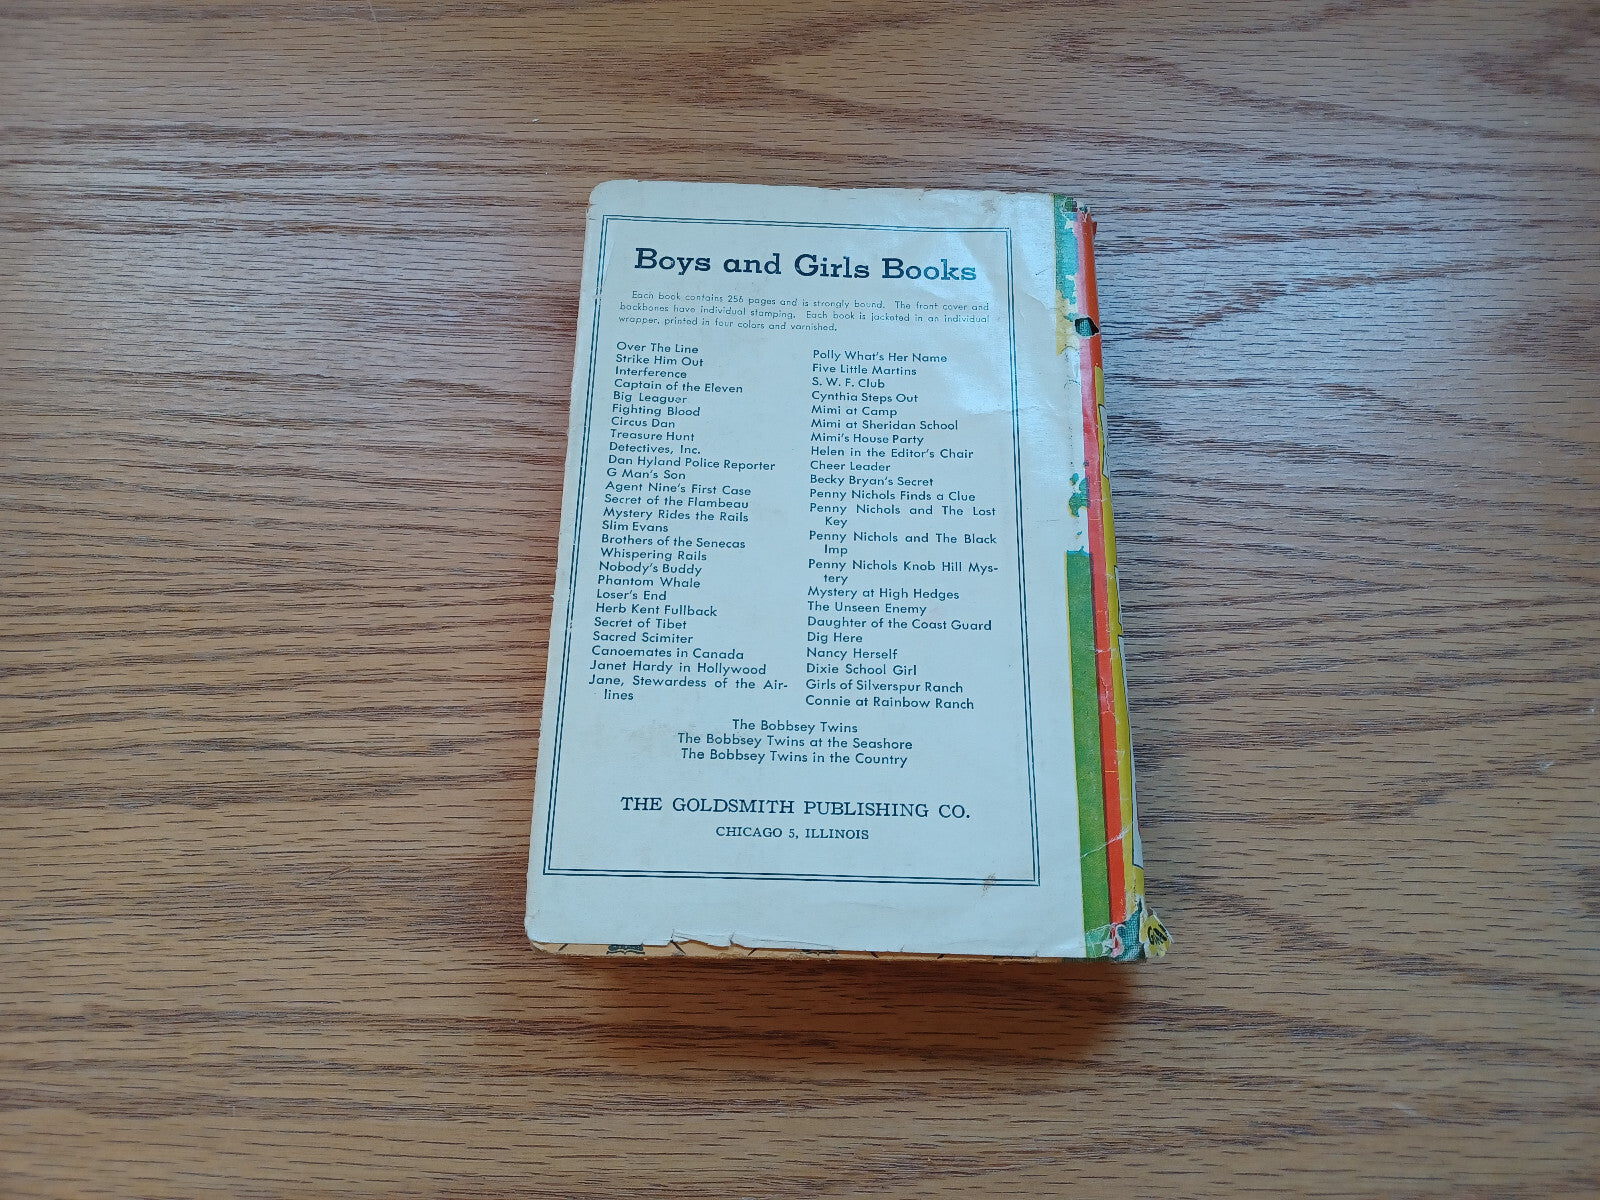 Boys and Girls Books
Each book contains 256 pages and is strongly bound. The front cover and
backbones have individual stamping. Each book is jacketed in an individual
wrapper, printed in four colors and varnished.
Over The Line
Strike Him Out
Interference
Captain of the Eleven
Big Leaguer
Fighting Blood
Circus Dan
Treasure Hunt
Detectives, Inc.
Dan Hyland Police Reporter
G Man's Son
Agent Nine's First Case
Secret of the Flambeau
Mystery Rides the Rails
Slim Evans
Brothers of the Senecas
Whispering Rails
Nobody's Buddy
Phantom Whale
Loser's End
Herb Kent Fullback
Secret of Tibet
Sacred Scimiter
Canoemates in Canada
Janet Hardy in Hollywood
Jane, Stewardess of the Air-
lines
Polly What's Her Name
Five Little Martins
S. W. F. Club
Cynthia Steps Out
Mimi at Camp
Mimi at Sheridan School
Mimi's House Party
Helen in the Editor's Chair
Cheer Leader
Becky Bryan's Secret
Penny Nichols Finds a Clue
Penny Nichols and The Lost
Key
Penny Nichols and The Black
Imp
Penny Nichols Knob Hill Mys-
tery
Mystery at High Hedges
The Unseen Enemy
Daughter of the Coast Guard
Dig Here
Nancy Herself
Dixie School Girl
Girls of Silverspur Ranch
Connie at Rainbow Ranch
The Bobbsey Twins
The Bobbsey Twins at the Seashore
The Bobbsey Twins in the Country
THE GOLDSMITH PUBLISHING CO.
CHICAGO 5, ILLINOIS